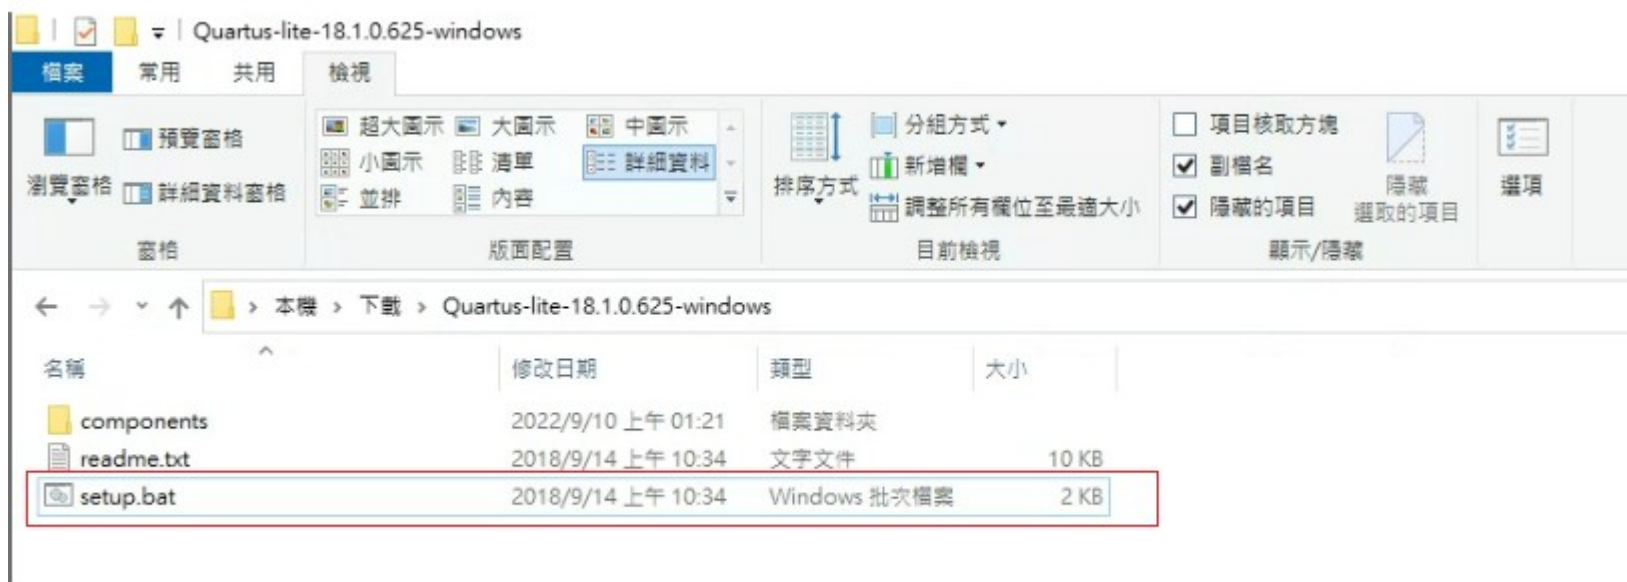 Quartus-lite-18.1.0.625-windows
檔案 常用 共用 檢視
超大圖示 大圖示 中圖示 分組方式 項目核取方塊
預覽窗格 小圖示 清單 詳細資料 新增欄 副檔名
瀏覽窗格 詳細資料窗格 並排 內容 排序方式 調整所有欄位至最適大小 隱藏的項目 隱藏 選取的項目 選項
窗格 版面配置 目前檢視 顯示/隱藏
本機 › 下載 › Quartus-lite-18.1.0.625-windows
名稱 修改日期 類型 大小
components 2022/9/10 上午 01:21 檔案資料夾
readme.txt 2018/9/14 上午 10:34 文字文件 10 KB
setup.bat 2018/9/14 上午 10:34 Windows 批次檔案 2 KB